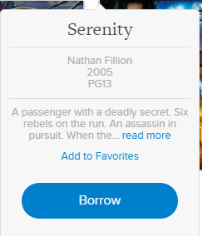 Serenity
Nathan Fillion
2005
PG13
A passenger with a deadly secret. Six
rebels on the run. An assassin in
pursuit. When the... read more
Add to Favorites
Borrow